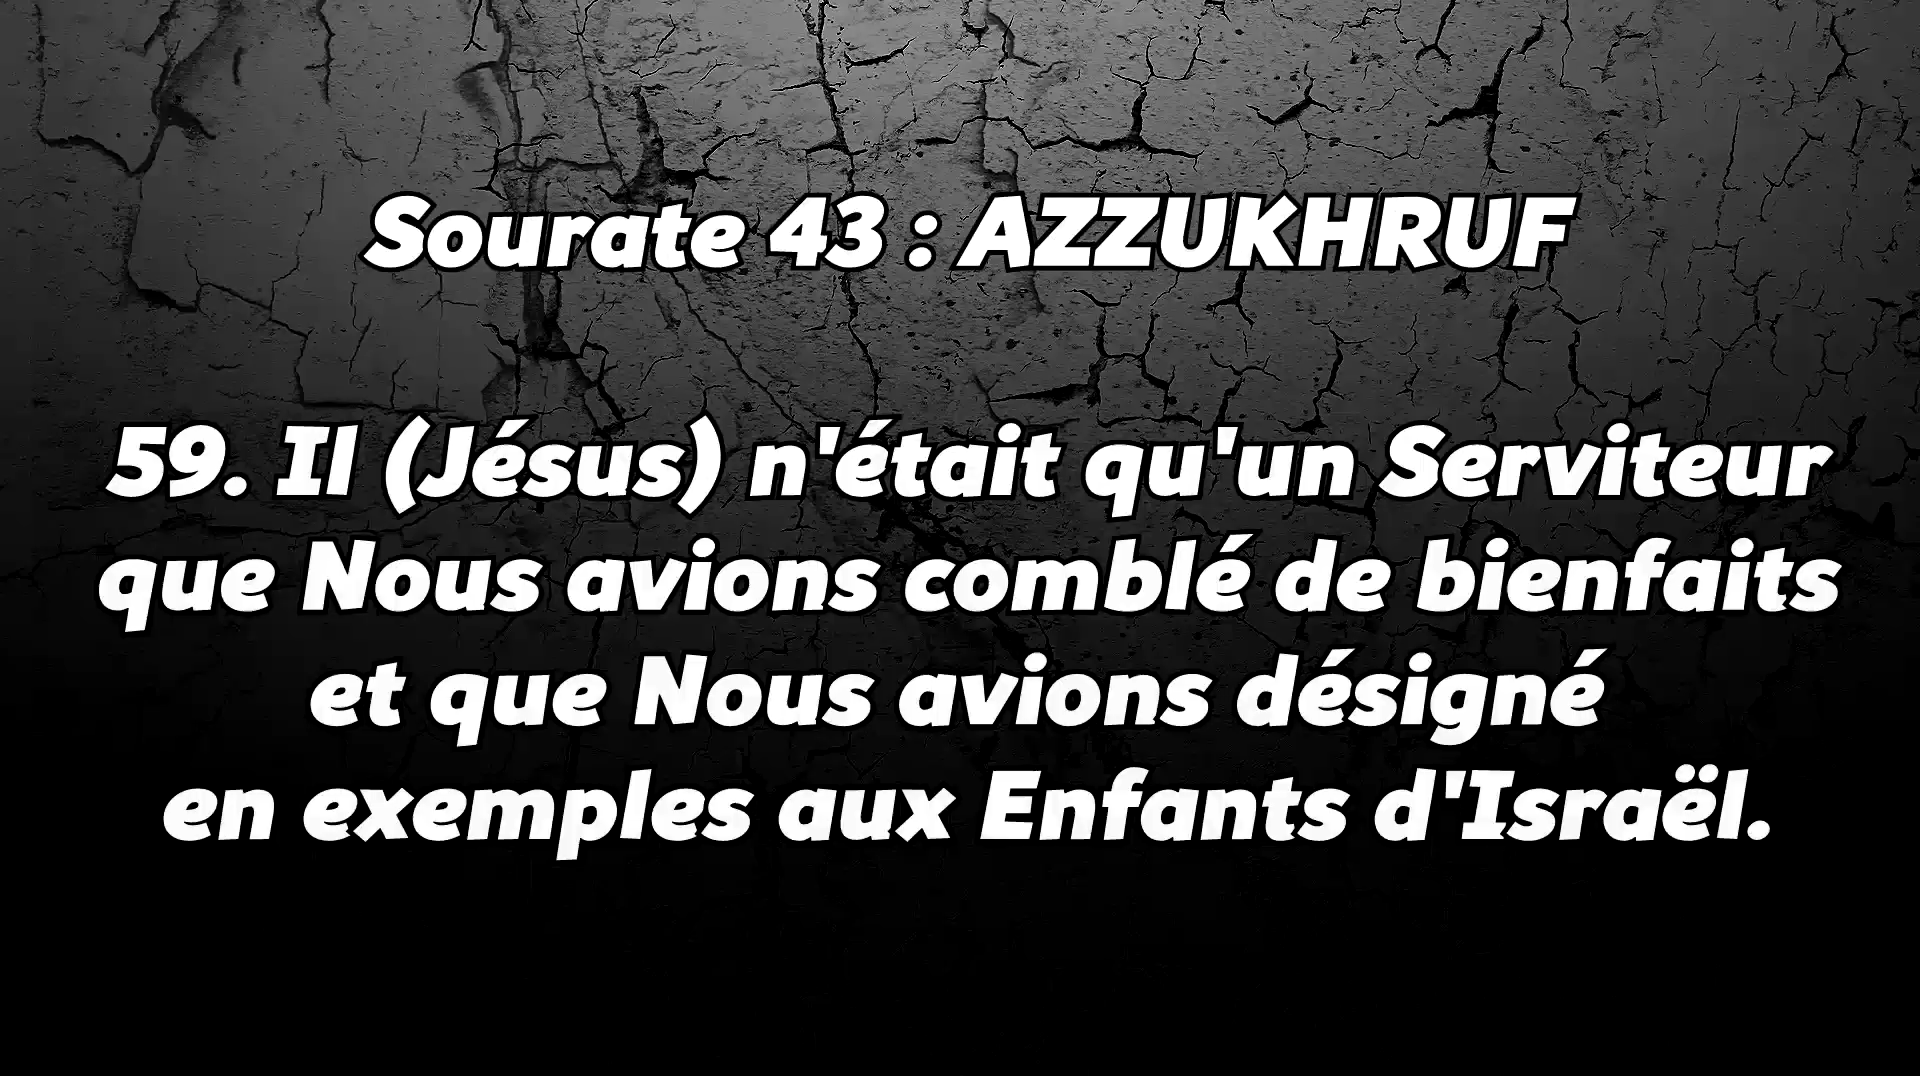 Sourate 43 : AZZUKHRUF
59. Il (Jésus) n'était qu'un Serviteur
que Nous avions comblé de bienfaits
et que Nous avions désigné
en exemples aux Enfants d'Israël.